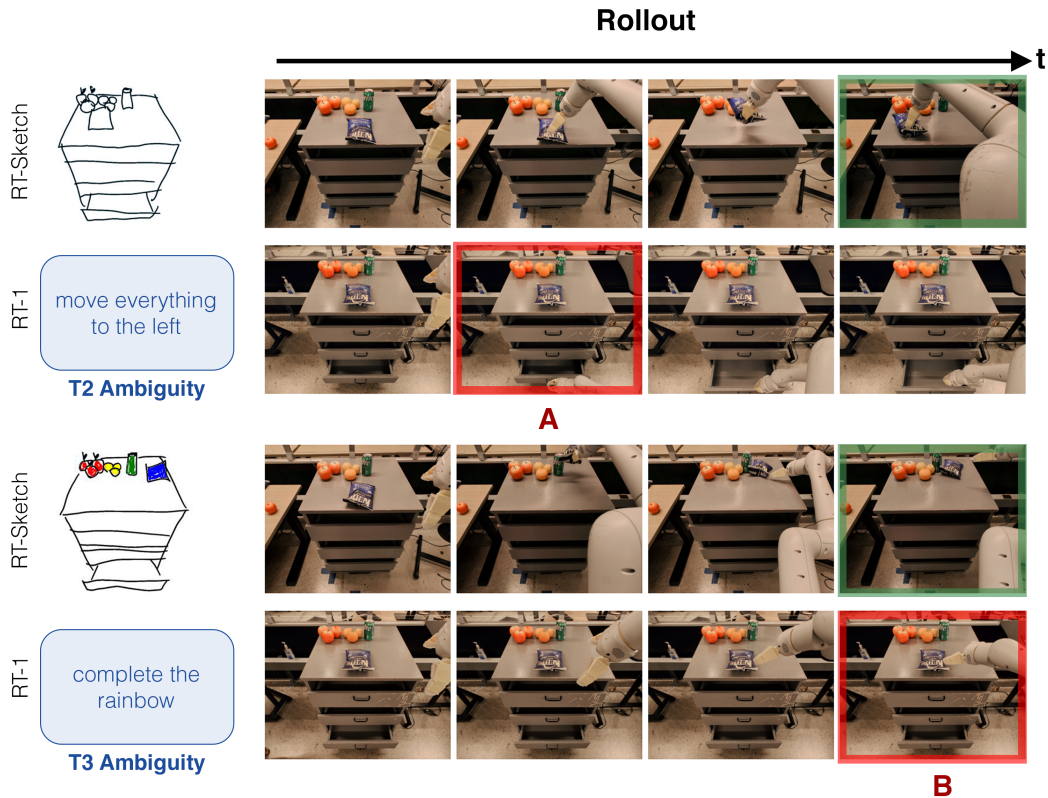 Rollout
t
RT-Sketch
RT-1
move everything
to the left
T2 Ambiguity
A
RT-Sketch
RT-1
complete the
rainbow
T3 Ambiguity
B